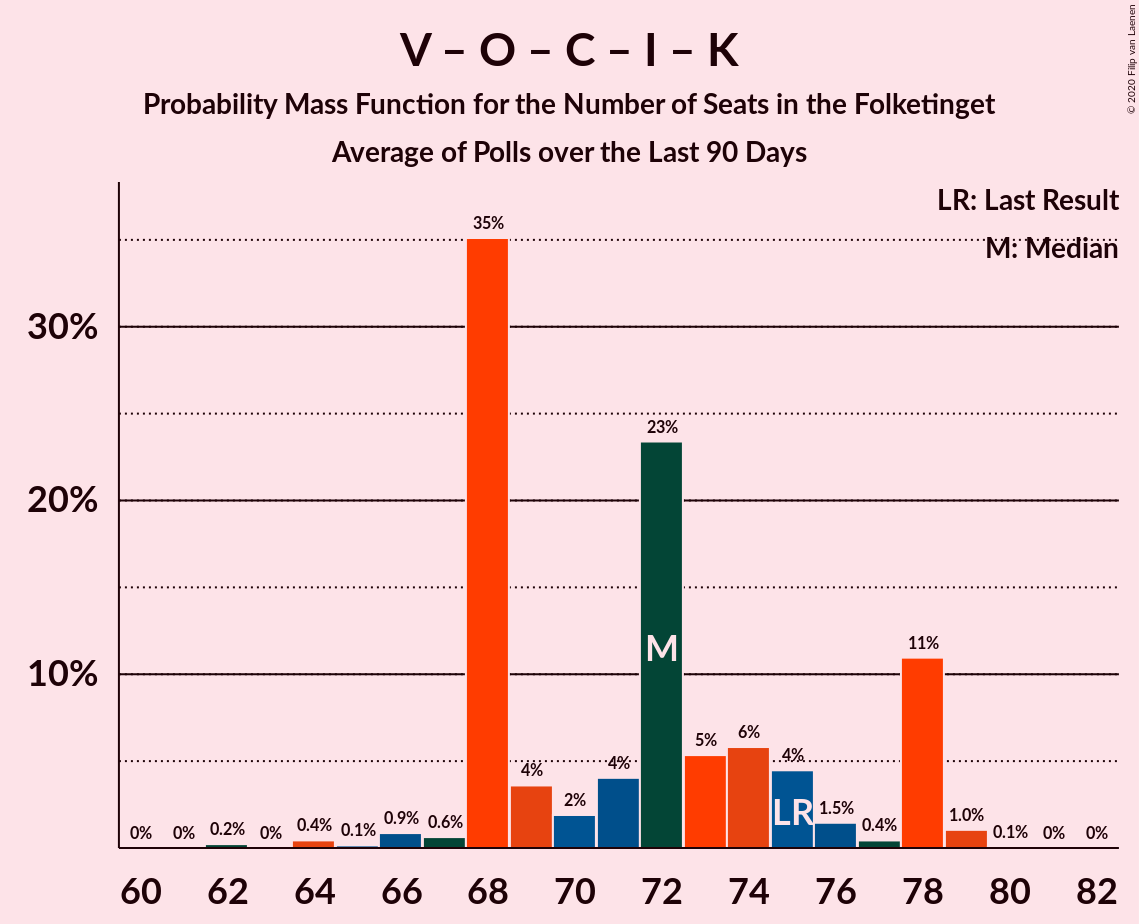 V – O – C – I – K
Probability Mass Function for the Number of Seats in the Folketinget
Average of Polls over the Last 90 Days
© 2020 Filip van Laenen
LR: Last Result
M: Median
30%
20%
10%
0% 0% 0.2% 0% 0.4% 0.1% 0.9% 0.6% 35% 4% 2% 4% 23% 5% 6% 4% 1.5% 0.4% 11% 1.0% 0.1% 0% 0%
M
LR
60 62 64 66 68 70 72 74 76 78 80 82